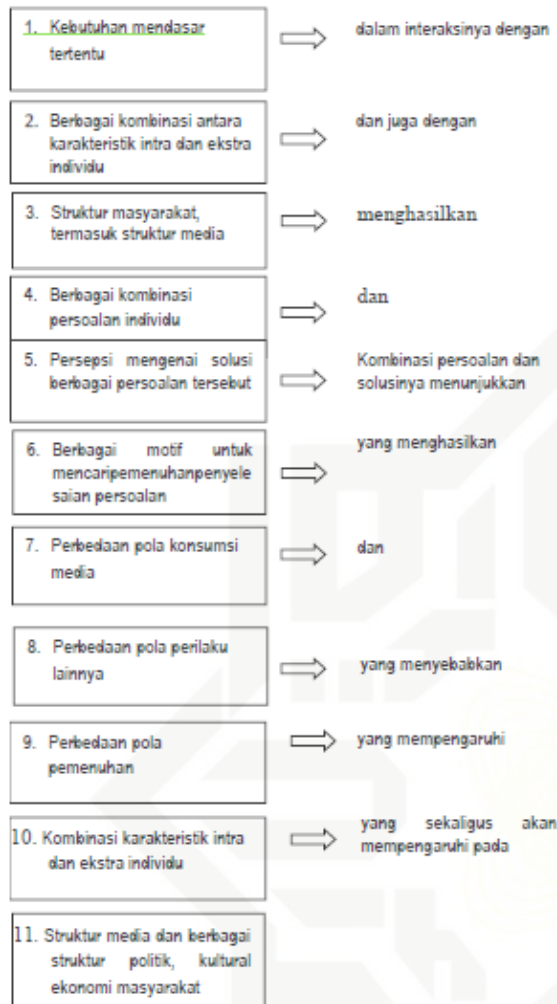 1. Kebutuhan mendasar
tertentu
dalam interaksinya dengan
2. Berbagai kombinasi antara
karakteristik intra dan ekstra
individu
dan juga dengan
3. Struktur masyarakat,
termasuk struktur media
menghasilkan
4. Berbagai kombinasi
persoalan individu
dan
5. Persepsi mengenai solusi
berbagai persoalan tersebut
Kombinasi persoalan dan
solusinya menunjukkan
6. Berbagai motif untuk
mencaripemenuhanpenyele
saian persoalan
yang menghasilkan
7. Perbedaan pola konsumsi
media
dan
8. Perbedaan pola perilaku
lainnya
yang menyebabkan
9. Perbedaan pola
pemenuhan
yang mempengaruhi
10. Kombinasi karakteristik intra
dan ekstra individu
yang sekaligus akan
mempengaruhi pada
11. Struktur media dan berbagai
struktur politik, kultural
ekonomi masyarakat